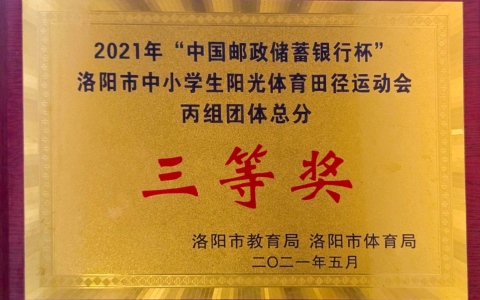 2021年“中国邮政储蓄银行杯”
洛阳市中小学生阳光体育田径运动会
丙组团体总分
三等奖
洛阳市教育局 洛阳市体育局
二〇二一年五月